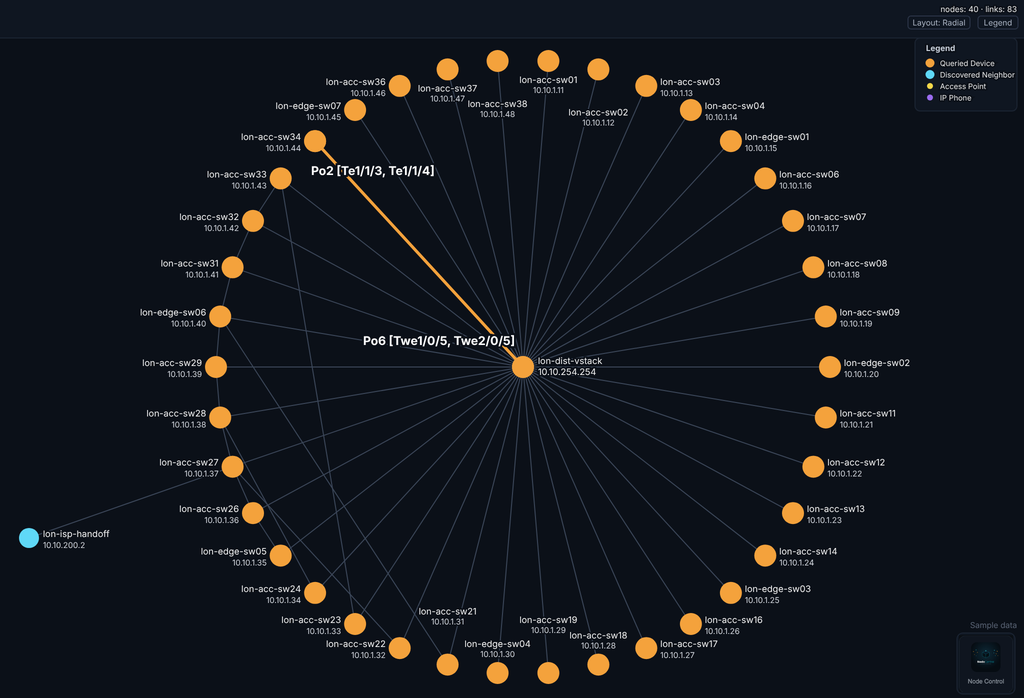 nodes: 40 · links: 83
Layout: Radial
Legend
Legend
Queried Device
Discovered Neighbor
Access Point
IP Phone
lon-acc-sw36
10.10.1.46
lon-acc-sw37
10.10.1.47
lon-acc-sw38
10.10.1.48
lon-acc-sw01
10.10.1.11
lon-acc-sw02
10.10.1.12
lon-acc-sw03
10.10.1.13
lon-edge-sw07
10.10.1.45
lon-acc-sw04
10.10.1.14
lon-acc-sw34
10.10.1.44
lon-edge-sw01
10.10.1.15
Po2 [Te1/1/3, Te1/1/4]
lon-acc-sw33
10.10.1.43
lon-acc-sw06
10.10.1.16
lon-acc-sw32
10.10.1.42
lon-acc-sw07
10.10.1.17
lon-acc-sw31
10.10.1.41
lon-acc-sw08
10.10.1.18
lon-edge-sw06
10.10.1.40
lon-acc-sw09
10.10.1.19
Po6 [Twe1/0/5, Twe2/0/5]
lon-acc-sw29
10.10.1.39
lon-dist-vstack
10.10.254.254
lon-edge-sw02
10.10.1.20
lon-acc-sw28
10.10.1.38
lon-acc-sw11
10.10.1.21
lon-acc-sw27
10.10.1.37
lon-acc-sw12
10.10.1.22
lon-acc-sw26
10.10.1.36
lon-acc-sw13
10.10.1.23
lon-isp-handoff
10.10.200.2
lon-edge-sw05
10.10.1.35
lon-acc-sw14
10.10.1.24
lon-acc-sw24
10.10.1.34
lon-edge-sw03
10.10.1.25
lon-acc-sw23
10.10.1.33
lon-acc-sw21
10.10.1.31
lon-acc-sw19
10.10.1.29
lon-acc-sw16
10.10.1.26
lon-acc-sw22
10.10.1.32
lon-edge-sw04
10.10.1.30
lon-acc-sw18
10.10.1.28
lon-acc-sw17
10.10.1.27
Sample data
Node Control